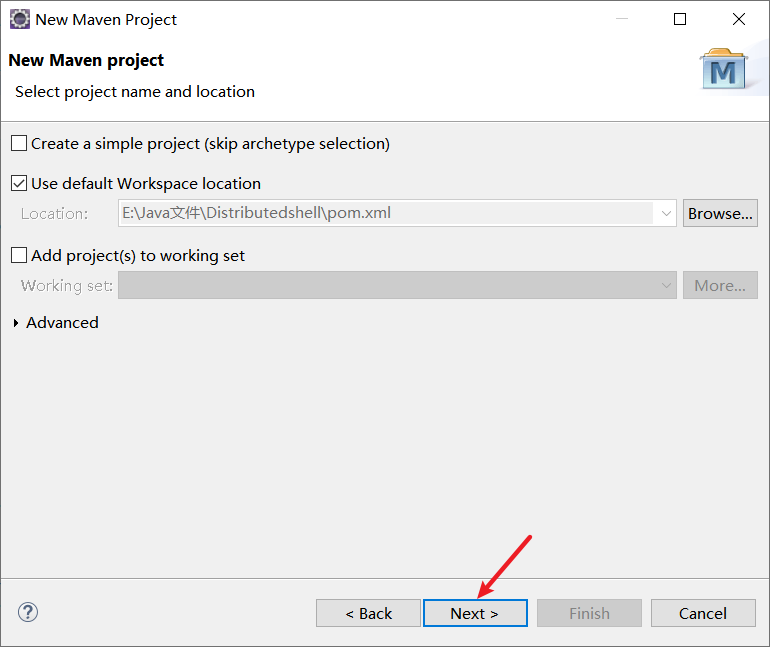 New Maven Project
New Maven project
Select project name and location
M
Create a simple project (skip archetype selection)
Use default Workspace location
Location: E:\Java文件\Distributedshell\pom.xml Browse...
Add project(s) to working set
Working set: More...
Advanced
? < Back Next > Finish Cancel